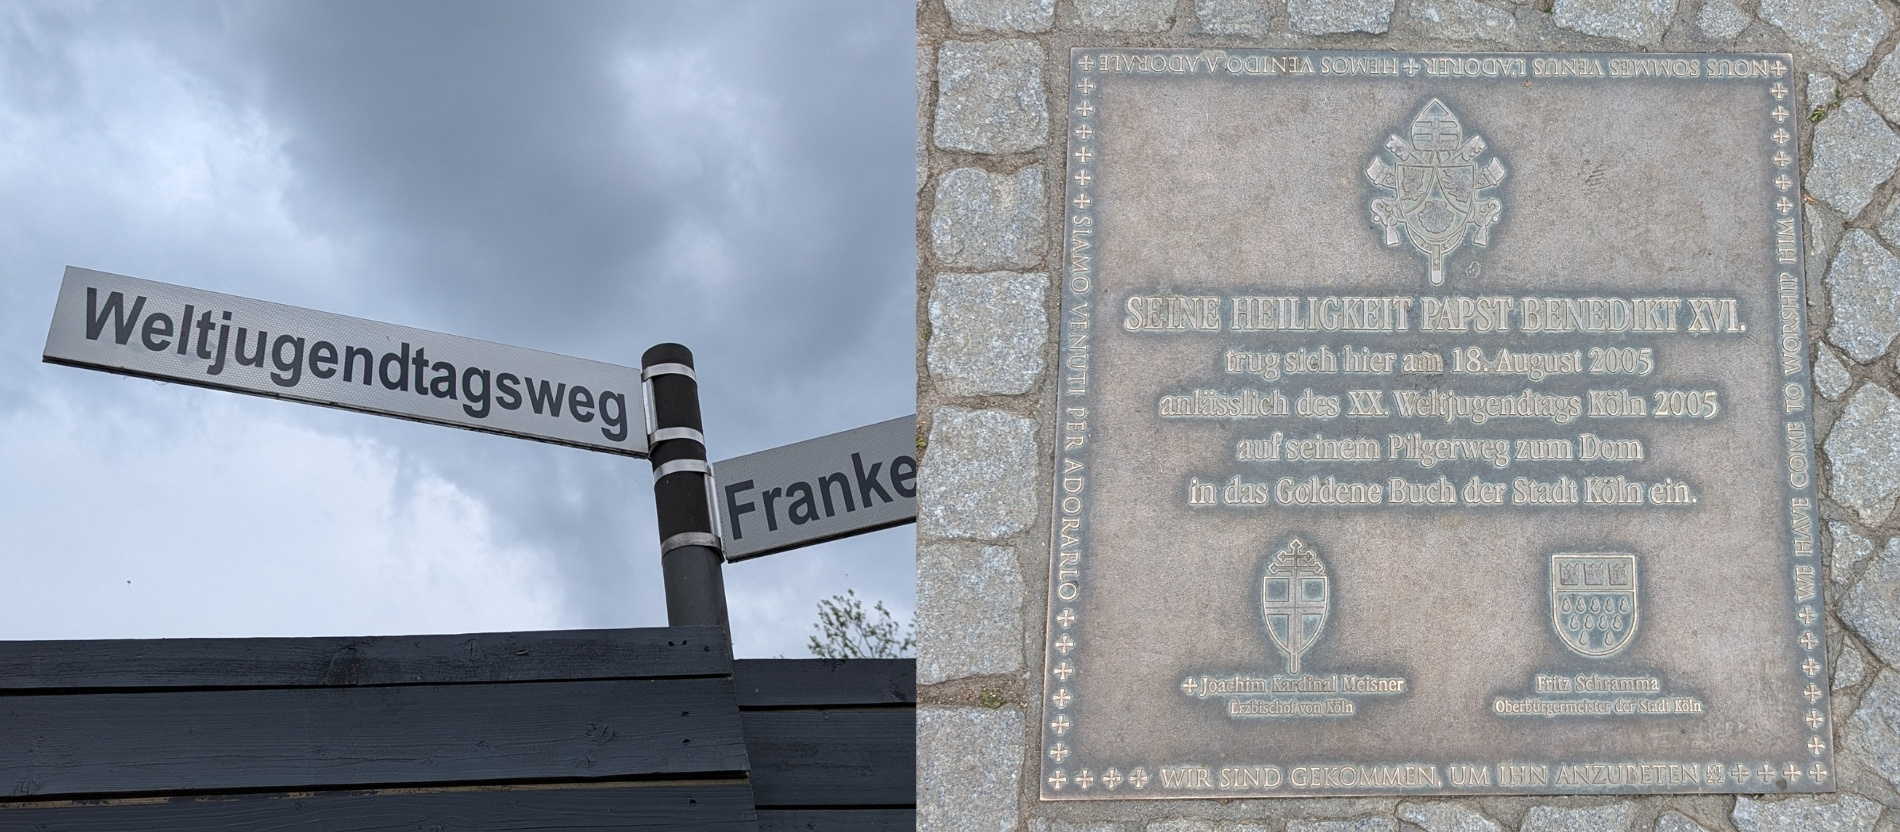 Weltjugendtagsweg
Franke
NOUS SOMMES VENUS L'ADORER + HEMOS VENIDO A ADORALE
SEINE HEILIGKEIT PAPST BENEDIKT XVI.
trug sich hier am 18. August 2005
anlässlich des XX. Weltjugendtags Köln 2005
auf seinem Pilgerweg zum Dom
in das Goldene Buch der Stadt Köln ein.
+ Joachim Kardinal Meisner
Erzbischof von Köln
Fritz Schramma
Oberbürgermeister der Stadt Köln
SIAMO VENUTI PER ADORARLO
WE HAVE COME TO WORSHIP HIM
WIR SIND GEKOMMEN, UM IHN ANZUBETEN